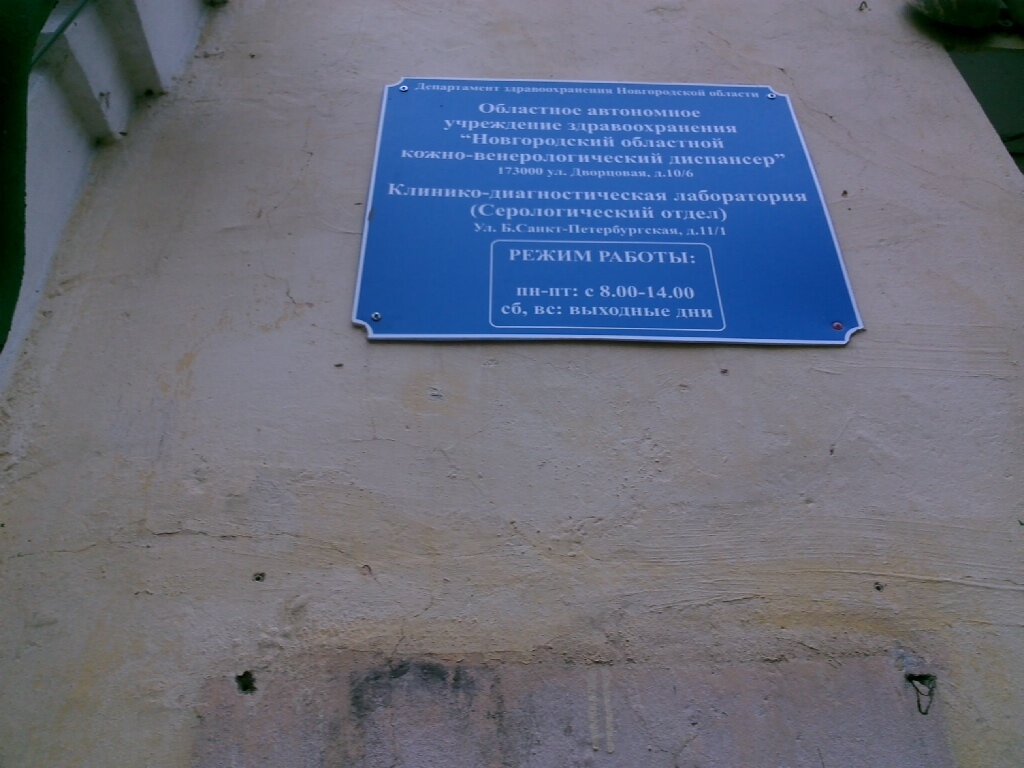 Департамент здравоохранения Новгородской области
Областное автономное
учреждение здравоохранения
“Новгородский областной
кожно-венерологический диспансер”
173000 ул. Дворцовая, д.10/6
Клинико-диагностическая лаборатория
(Серологический отдел)
Ул. Б.Санкт-Петербургская, д.11/1
РЕЖИМ РАБОТЫ:
пн-пт: с 8.00-14.00
сб, вс: выходные дни